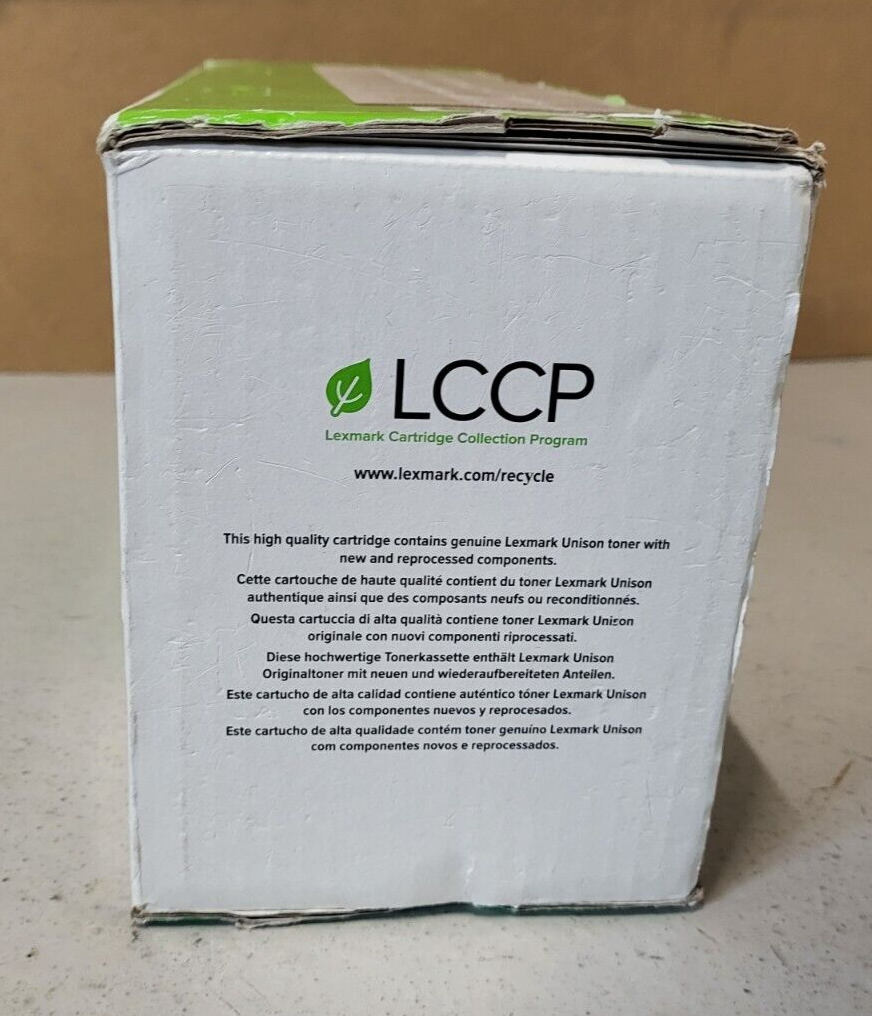 LCCP
Lexmark Cartridge Collection Program
www.lexmark.com/recycle
This high quality cartridge contains genuine Lexmark Unison toner with
new and reprocessed components.
Cette cartouche de haute qualité contient du toner Lexmark Unison
authentique ainsi que des composants neufs ou reconditionnés.
Questa cartuccia di alta qualità contiene toner Lexmark Unison
originale con nuovi componenti riprocessati.
Diese hochwertige Tonerkassette enthält Lexmark Unison
Originaltoner mit neuen und wiederaufbereiteten Anteilen.
Este cartucho de alta calidad contiene auténtico tóner Lexmark Unison
con los componentes nuevos y reprocesados.
Este cartucho de alta qualidade contém toner genuíno Lexmark Unison
com componentes novos e reprocessados.